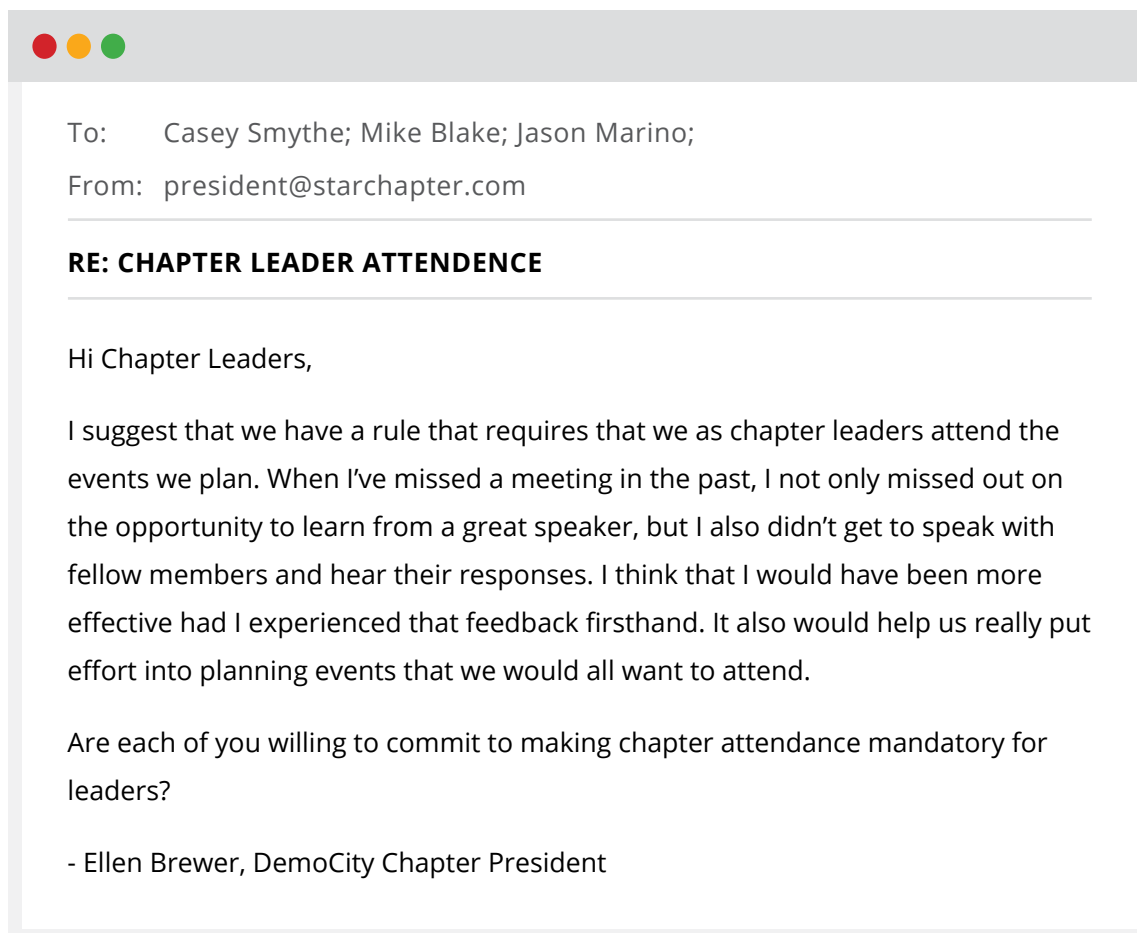 To: Casey Smythe; Mike Blake; Jason Marino;
From: president@starchapter.com
RE: CHAPTER LEADER ATTENDENCE
Hi Chapter Leaders,
I suggest that we have a rule that requires that we as chapter leaders attend the
events we plan. When I’ve missed a meeting in the past, I not only missed out on
the opportunity to learn from a great speaker, but I also didn’t get to speak with
fellow members and hear their responses. I think that I would have been more
effective had I experienced that feedback firsthand. It also would help us really put
effort into planning events that we would all want to attend.
Are each of you willing to commit to making chapter attendance mandatory for
leaders?
- Ellen Brewer, DemoCity Chapter President